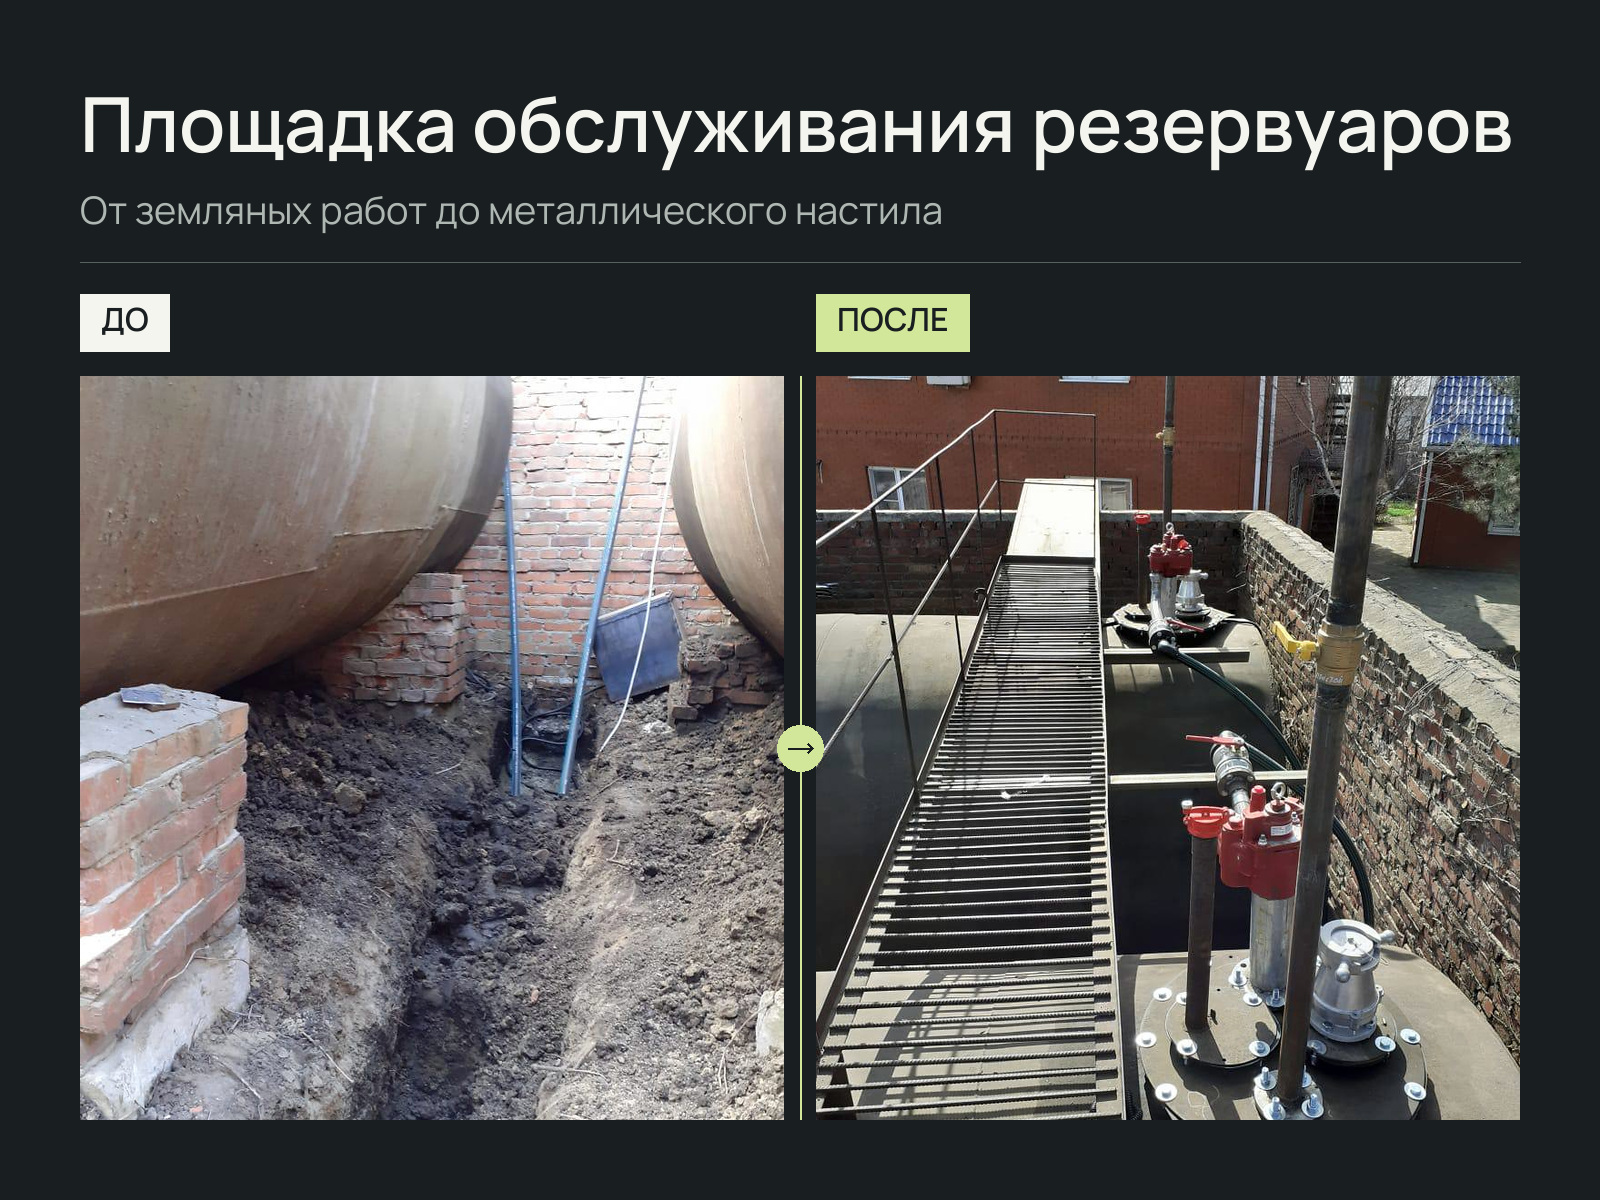 Площадка обслуживания резервуаров
От земляных работ до металлического настила
ДО
ПОСЛЕ